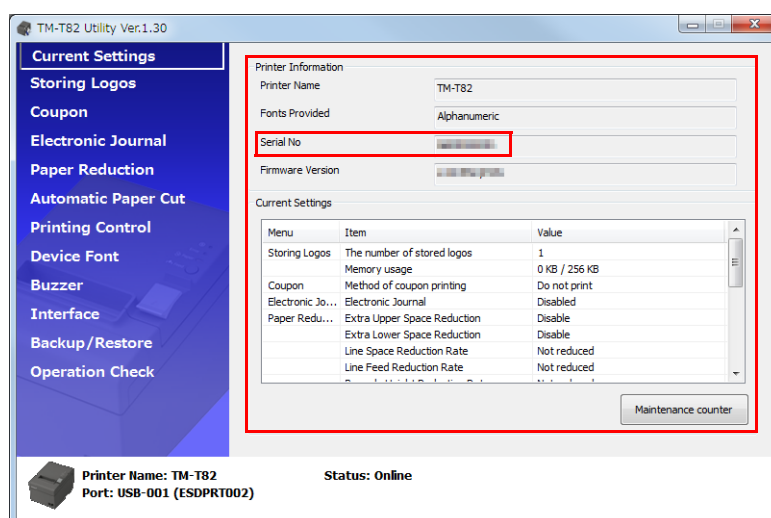 TM-T82 Utility Ver.1.30
Current Settings
Storing Logos
Coupon
Electronic Journal
Paper Reduction
Automatic Paper Cut
Printing Control
Device Font
Buzzer
Interface
Backup/Restore
Operation Check
Printer Information
Printer Name TM-T82
Fonts Provided Alphanumeric
Serial No
Firmware Version
Current Settings
Menu Item Value
Storing Logos The number of stored logos 1
Memory usage 0 KB / 256 KB
Coupon Method of coupon printing Do not print
Electronic Jo... Electronic Journal Disabled
Paper Redu... Extra Upper Space Reduction Disable
Extra Lower Space Reduction Disable
Line Space Reduction Rate Not reduced
Line Feed Reduction Rate Not reduced
Maintenance counter
Printer Name: TM-T82 Status: Online
Port: USB-001 (ESDPRT002)